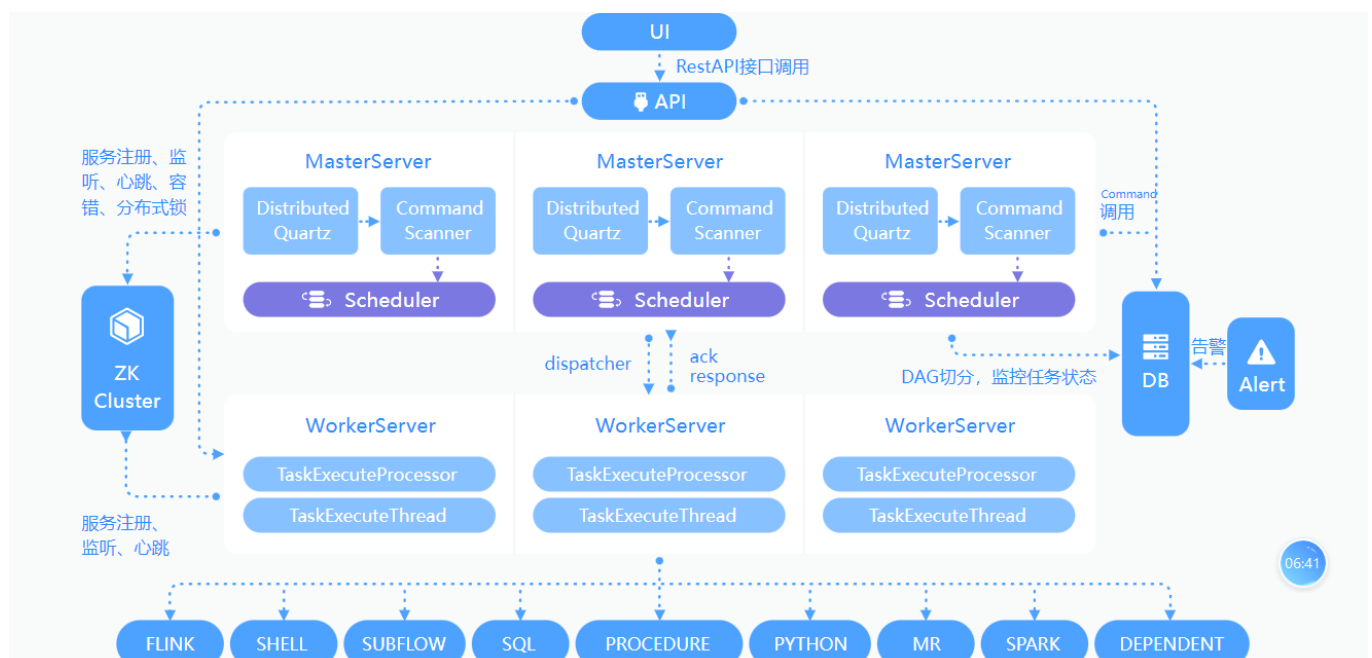 UI
RestAPI接口调用
API
服务注册、监
听、心跳、容
错、分布式锁
MasterServer
Distributed
Quartz
Command
Scanner
Scheduler
MasterServer
Distributed
Quartz
Command
Scanner
Scheduler
MasterServer
Distributed
Quartz
Command
Scanner
Scheduler
Command
调用
ZK
Cluster
dispatcher
ack
response
DAG切分，监控任务状态
DB
告警
Alert
WorkerServer
TaskExecuteProcessor
TaskExecuteThread
WorkerServer
TaskExecuteProcessor
TaskExecuteThread
WorkerServer
TaskExecuteProcessor
TaskExecuteThread
服务注册、
监听、心跳
06:41
FLINK
SHELL
SUBFLOW
SQL
PROCEDURE
PYTHON
MR
SPARK
DEPENDENT